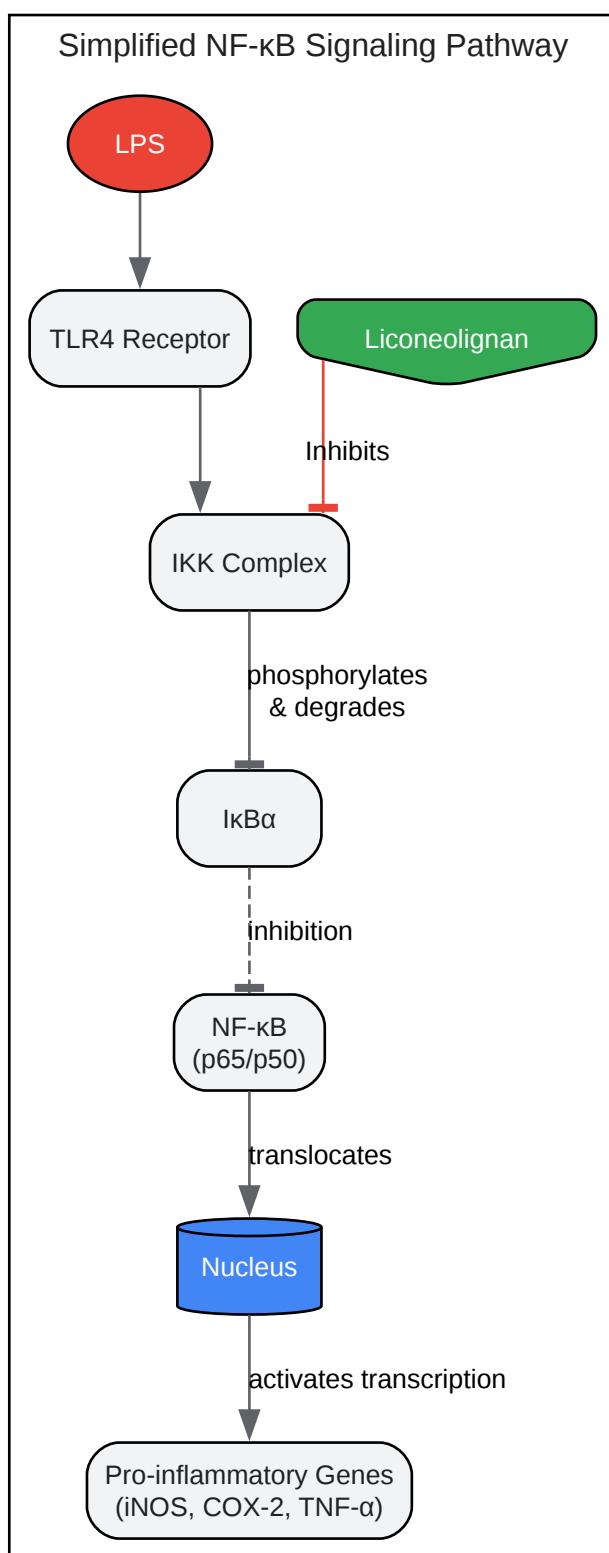 Simplified NF-κB Signaling Pathway
LPS
TLR4 Receptor
Liconeolignan
Inhibits
IKK Complex
phosphorylates
& degrades
IκBα
inhibition
NF-κB
(p65/p50)
translocates
Nucleus
activates transcription
Pro-inflammatory Genes
(iNOS, COX-2, TNF-α)